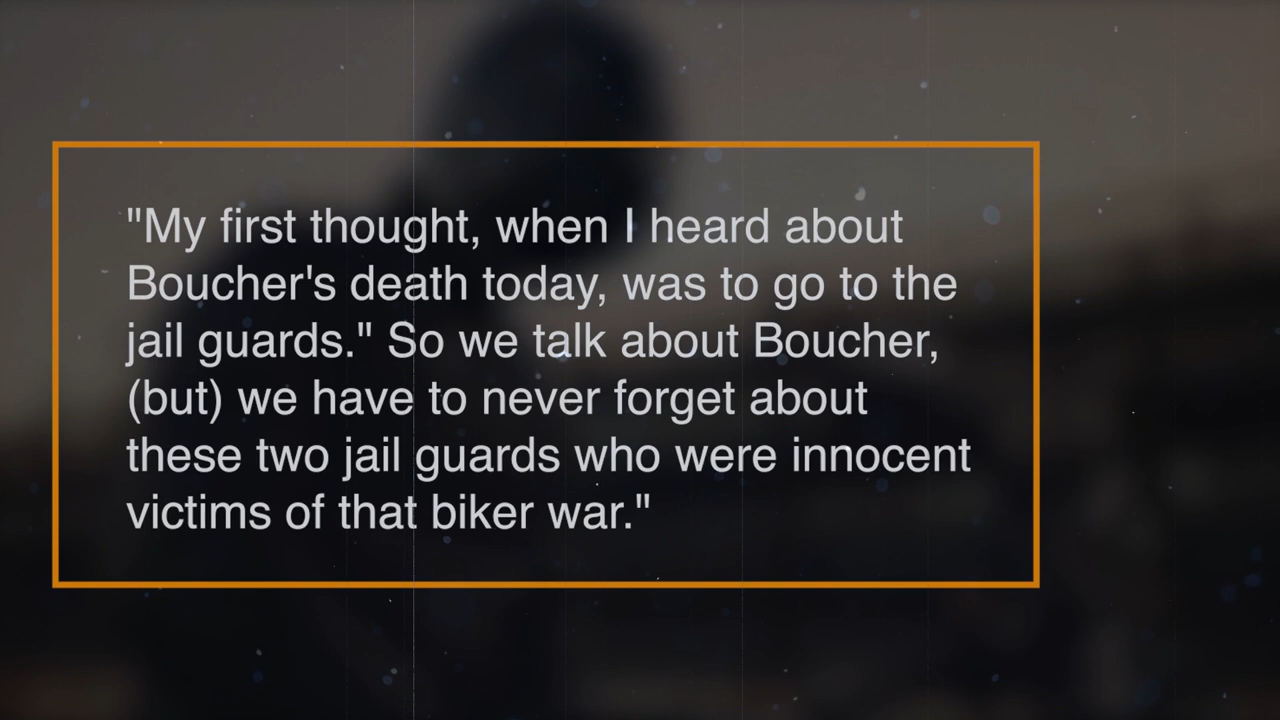 "My first thought, when I heard about
Boucher's death today, was to go to the
jail guards." So we talk about Boucher,
(but) we have to never forget about
these two jail guards who were innocent
victims of that biker war."